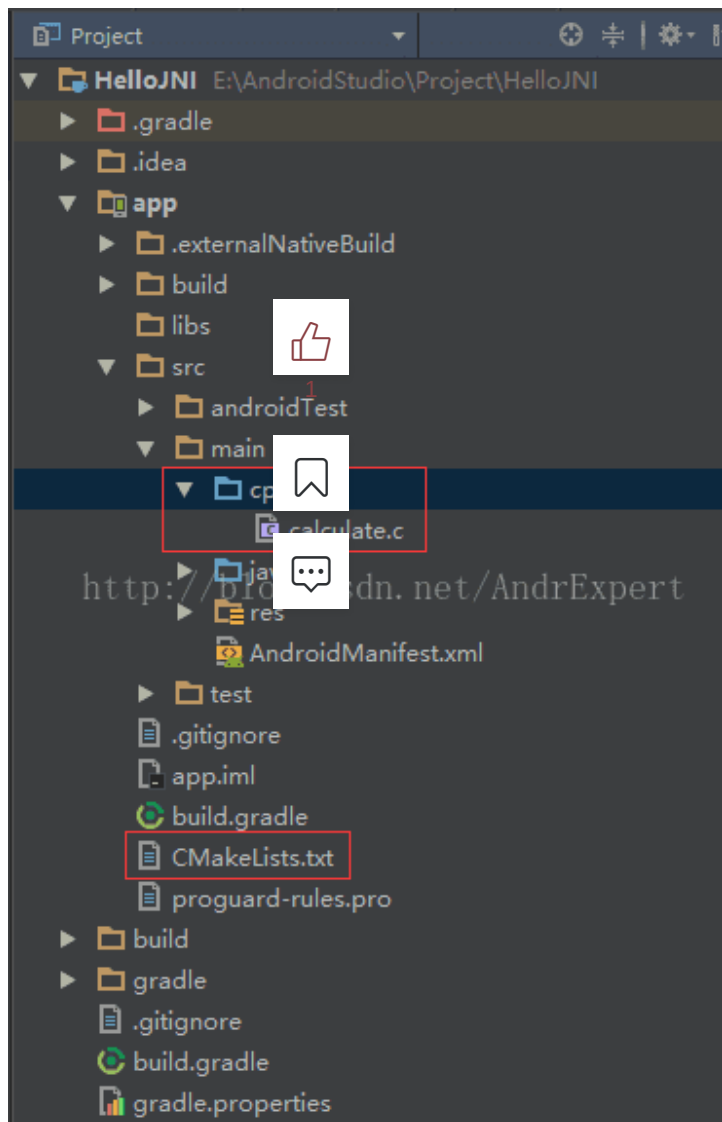 Project
HelloJNI E:\AndroidStudio\Project\HelloJNI
.gradle
.idea
app
.externalNativeBuild
build
libs
src
1
androidTest
main
calculate.c
res
AndroidManifest.xml
test
.gitignore
app.iml
build.gradle
CMakeLists.txt
proguard-rules.pro
build
gradle
.gitignore
build.gradle
gradle.properties